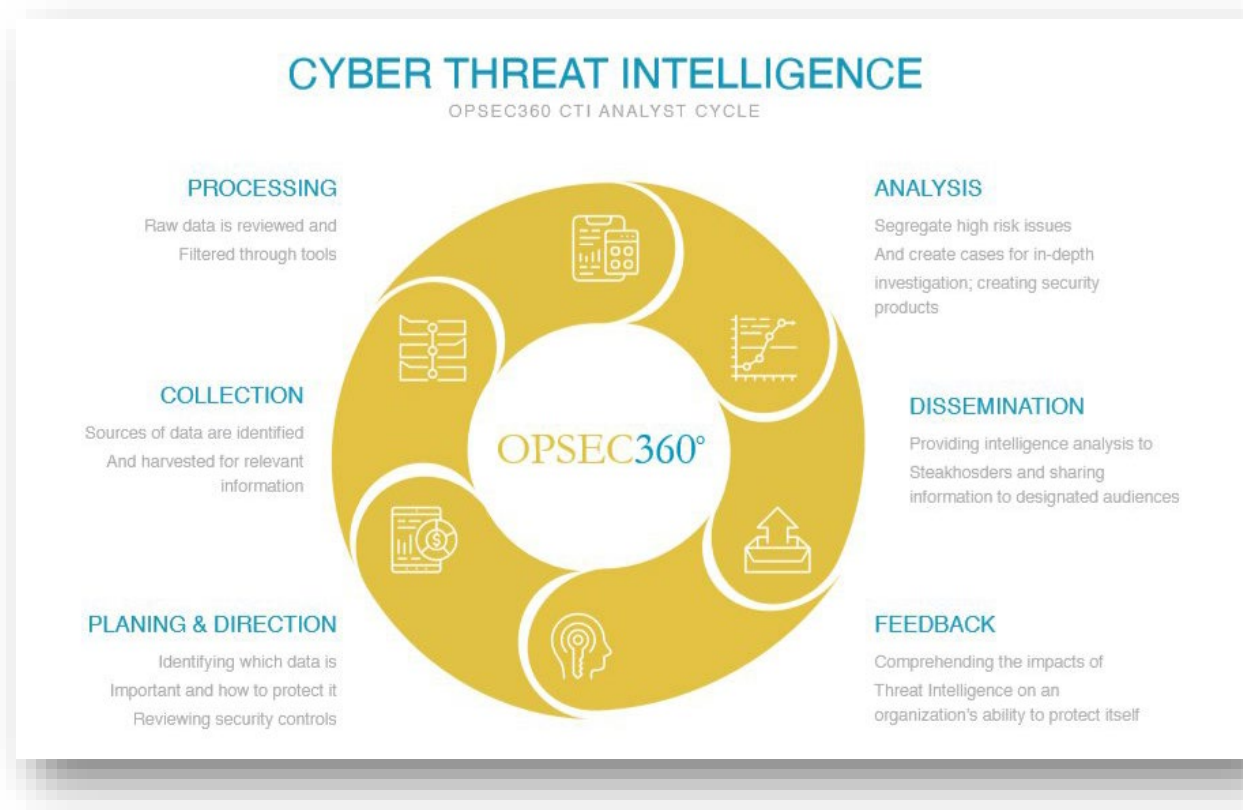 CYBER THREAT INTELLIGENCE
OPSEC360 CTI ANALYST CYCLE
PROCESSING
Raw data is reviewed and
Filtered through tools
ANALYSIS
Segregate high risk issues
And create cases for in-depth
investigation; creating security
products
COLLECTION
Sources of data are identified
And harvested for relevant
information
OPSEC360°
DISSEMINATION
Providing intelligence analysis to
Steakhosders and sharing
information to designated audiences
PLANING & DIRECTION
Identifying which data is
Important and how to protect it
Reviewing security controls
FEEDBACK
Comprehending the impacts of
Threat Intelligence on an
organization's ability to protect itself